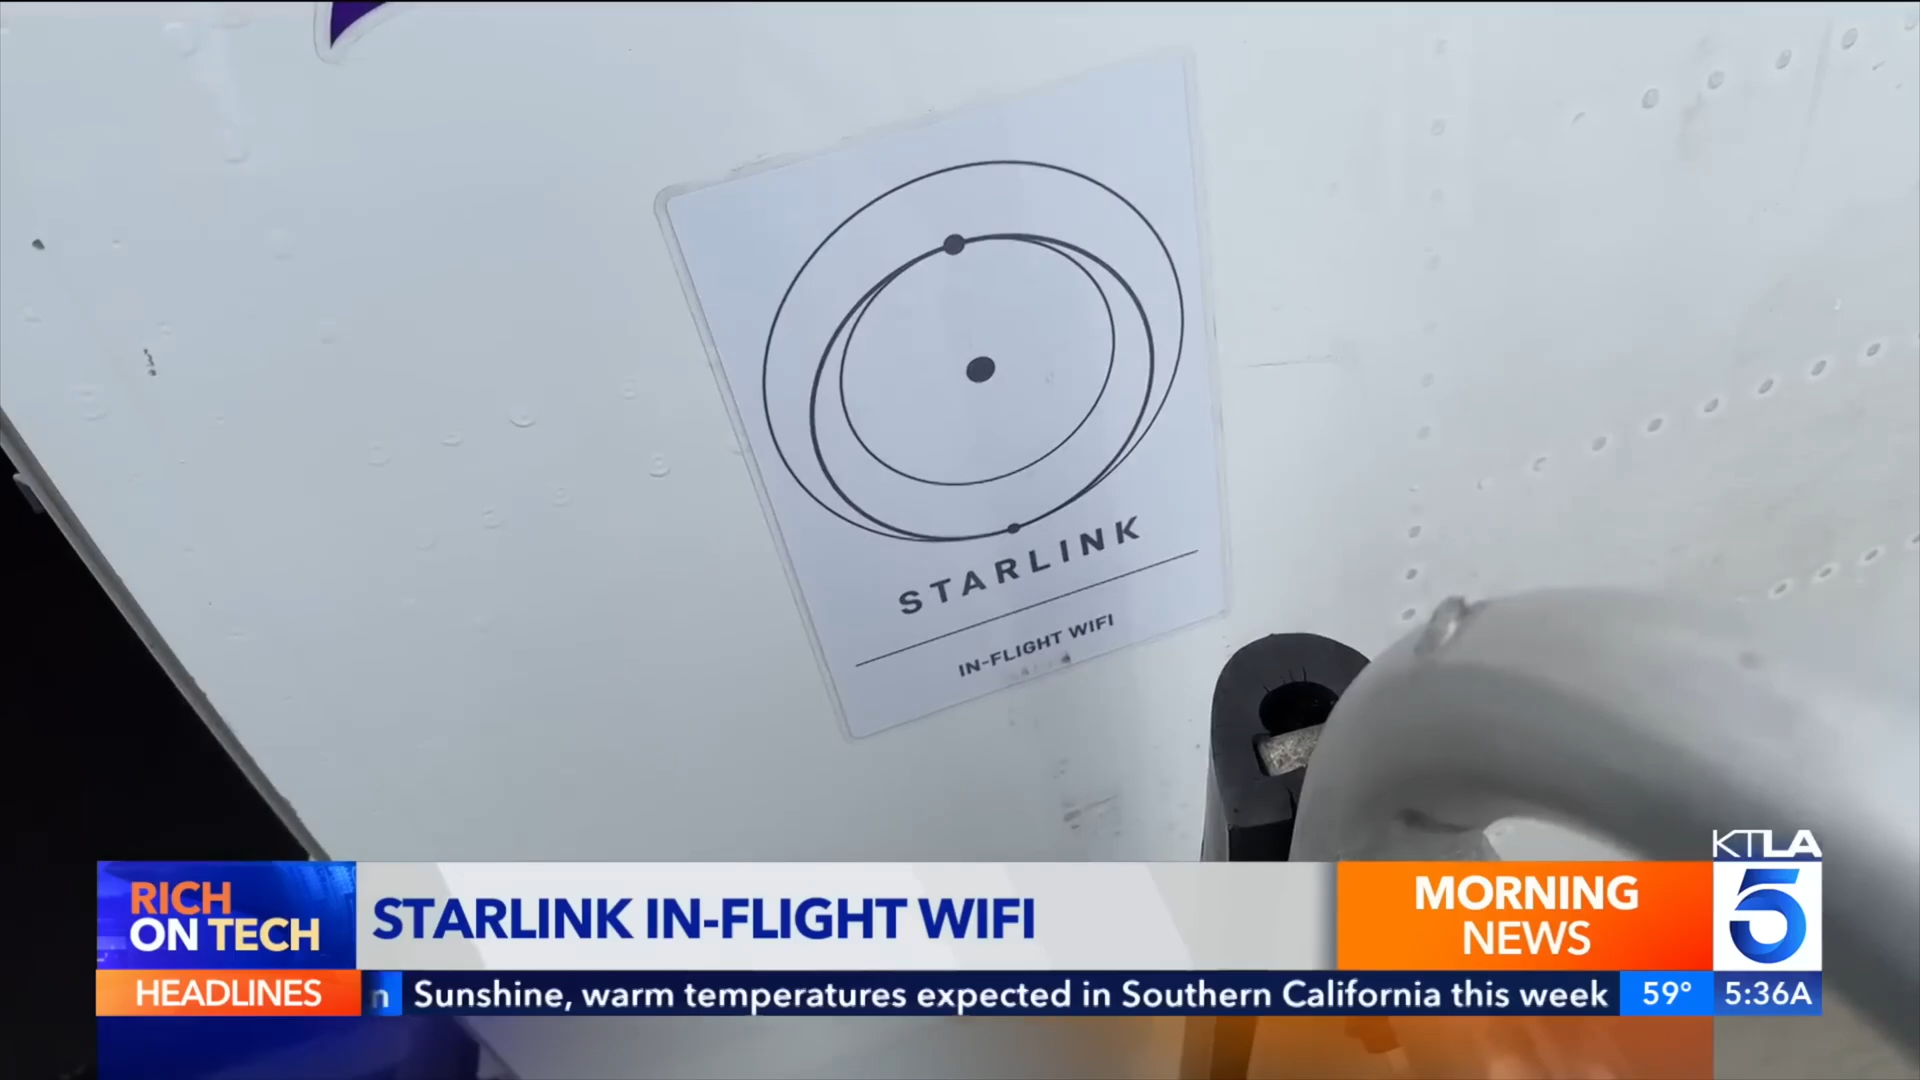 STARLINK
IN-FLIGHT WIFI
KTLA
5
RICH
ON TECH
STARLINK IN-FLIGHT WIFI
MORNING
NEWS
HEADLINES
n Sunshine, warm temperatures expected in Southern California this week
59°
5:36A